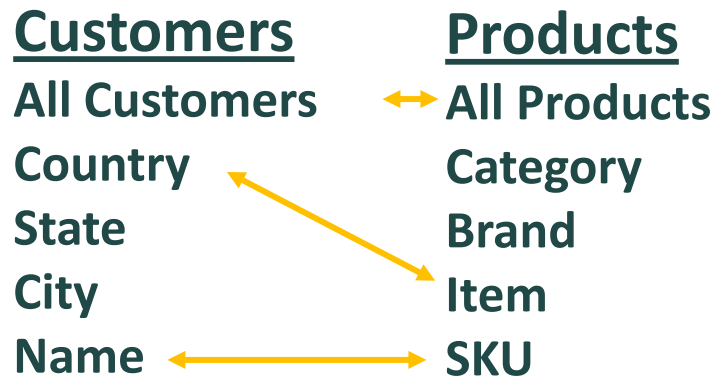 Customers
All Customers
Country
State
City
Name
Products
All Products
Category
Brand
Item
SKU